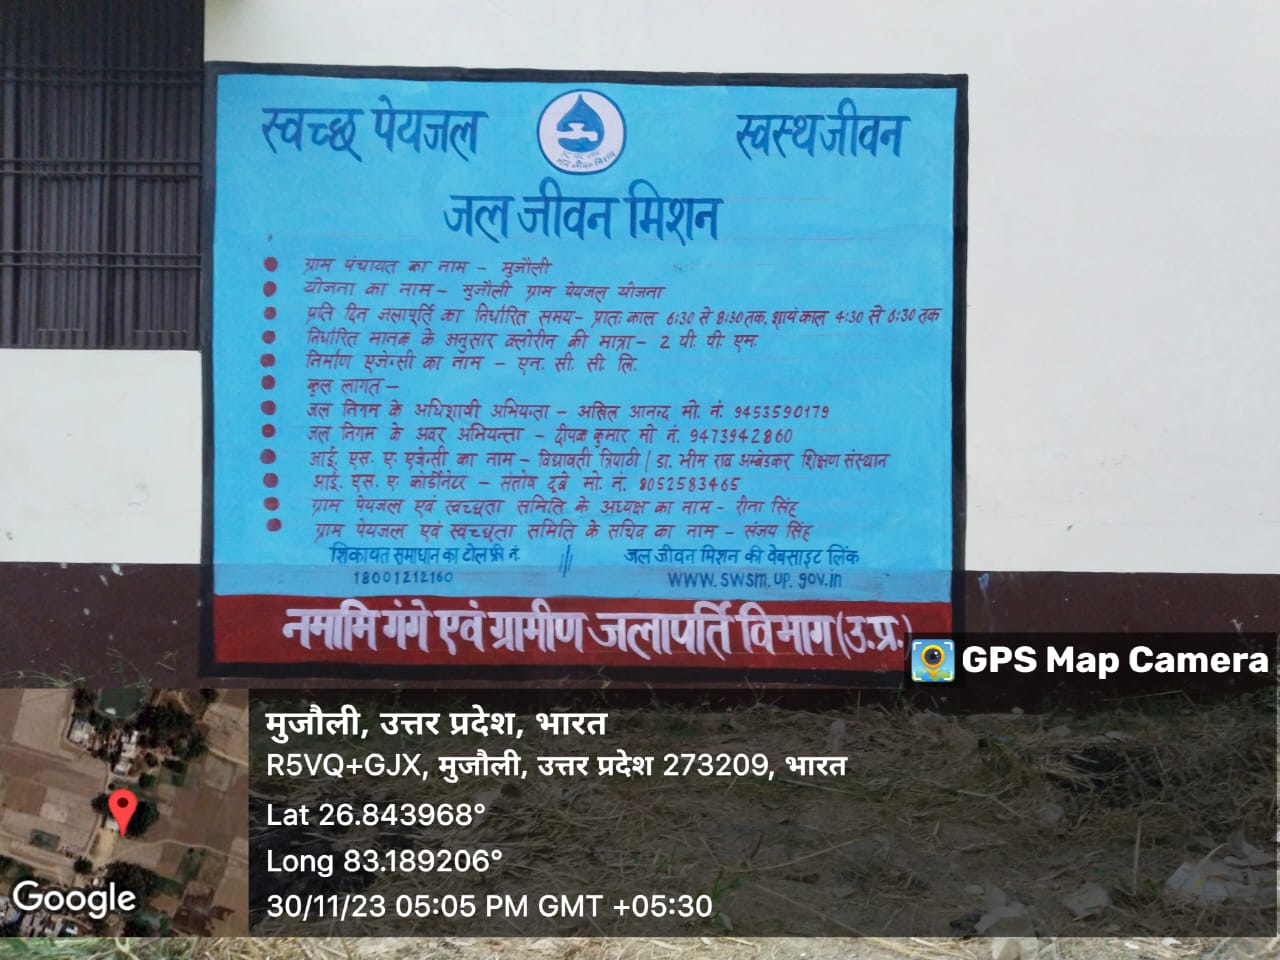 स्वच्छ पेयजल
स्वस्थ जीवन
जल जीवन मिशन
ग्राम पंचायत का नाम - मुजौली
योजना का नाम - मुजौली ग्राम पेयजल योजना
प्रति दिन जलापूर्ति का निर्धारित समय - प्रातः काल 6:30 से 8:30 तक, शायं काल 4:30 से 6:30 तक
निर्धारित मानक के अनुसार क्लोरीन की मात्रा - 2 पी. पी. एम.
निर्माण एजेन्सी का नाम - एन. सी. सी. लि.
कुल लागत -
जल निगम के अधिशाषी अभियन्ता - अखिल आनन्द मो. नं. 9453590179
जल निगम के अवर अभियन्ता - दीपक कुमार मो नं. 9473942860
आई. एस. ए. एजेन्सी का नाम - विद्यावती त्रिपाठी / डा. भीम राव अम्बेडकर शिक्षण संस्थान
आई. एस. ए. कोर्डीनेटर - संतोष दूबे मो. नं. 8052583465
ग्राम पेयजल एवं स्वच्छता समिति के अध्यक्ष का नाम - रीना सिंह
ग्राम पेयजल एवं स्वच्छता समिति के सचिव का नाम - संजय सिंह
शिकायत समाधान का टोल फ्री नं. /// जल जीवन मिशन की वेबसाइट लिंक
18001212160 www.swsm.up.gov.in
नमामि गंगे एवं ग्रामीण जलापर्ति विभाग (उ.प्र.)
GPS Map Camera
मुजौली, उत्तर प्रदेश, भारत
R5VQ+GJX, मुजौली, उत्तर प्रदेश 273209, भारत
Lat 26.843968°
Long 83.189206°
30/11/23 05:05 PM GMT +05:30
Google